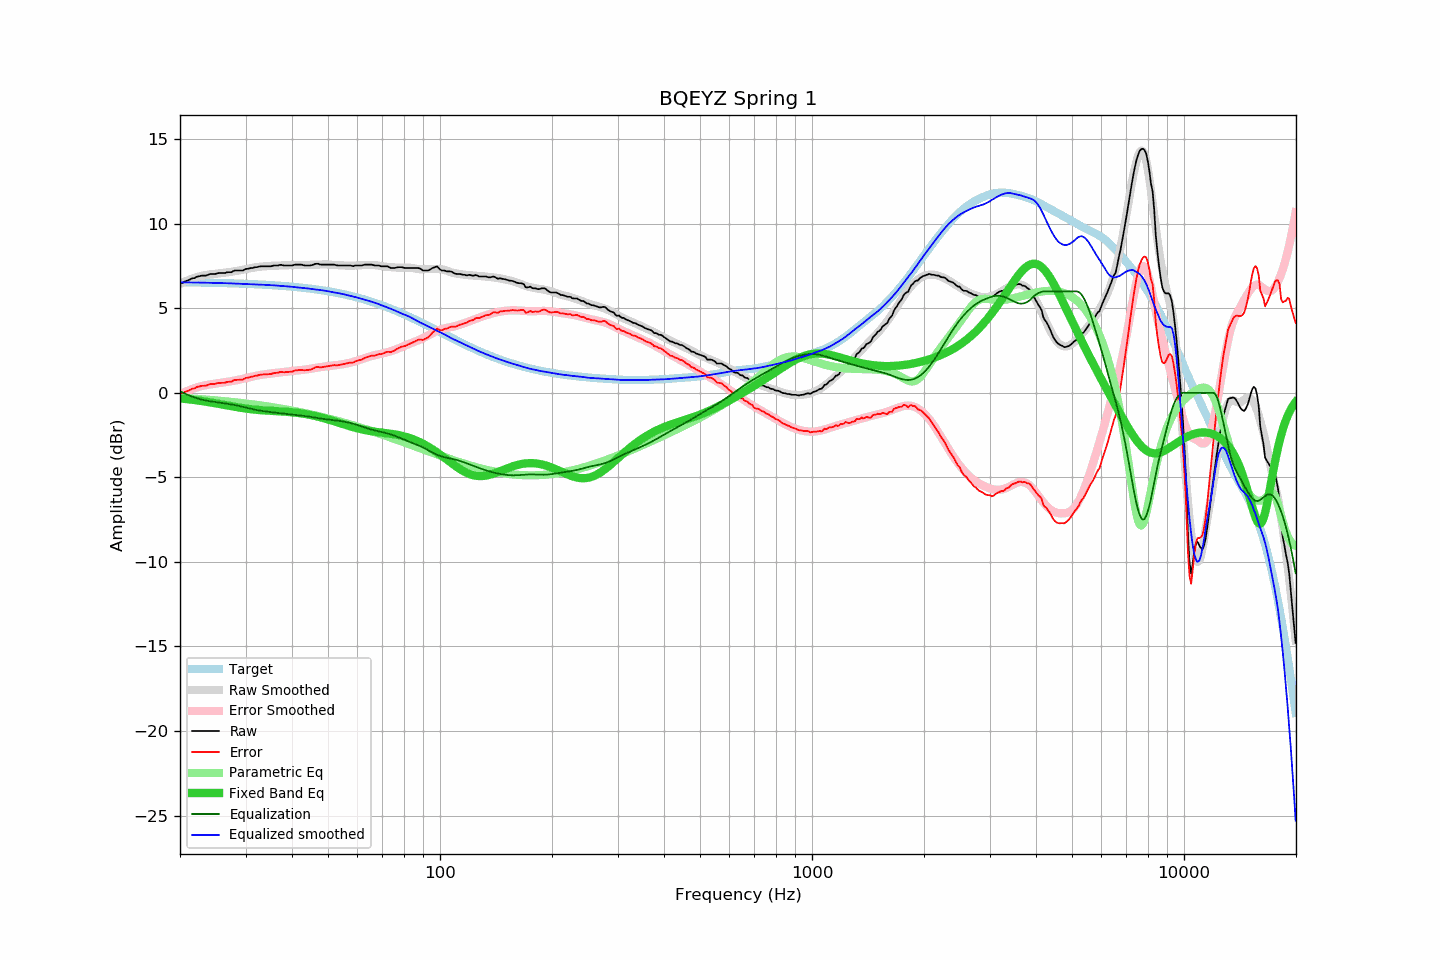 BQEYZ Spring 1
15
10
5
0
−5
−10
−15
−20
−25
Amplitude (dBr)
Target
Raw Smoothed
Error Smoothed
Raw
Error
Parametric Eq
Fixed Band Eq
Equalization
Equalized smoothed
100
1000
10000
Frequency (Hz)